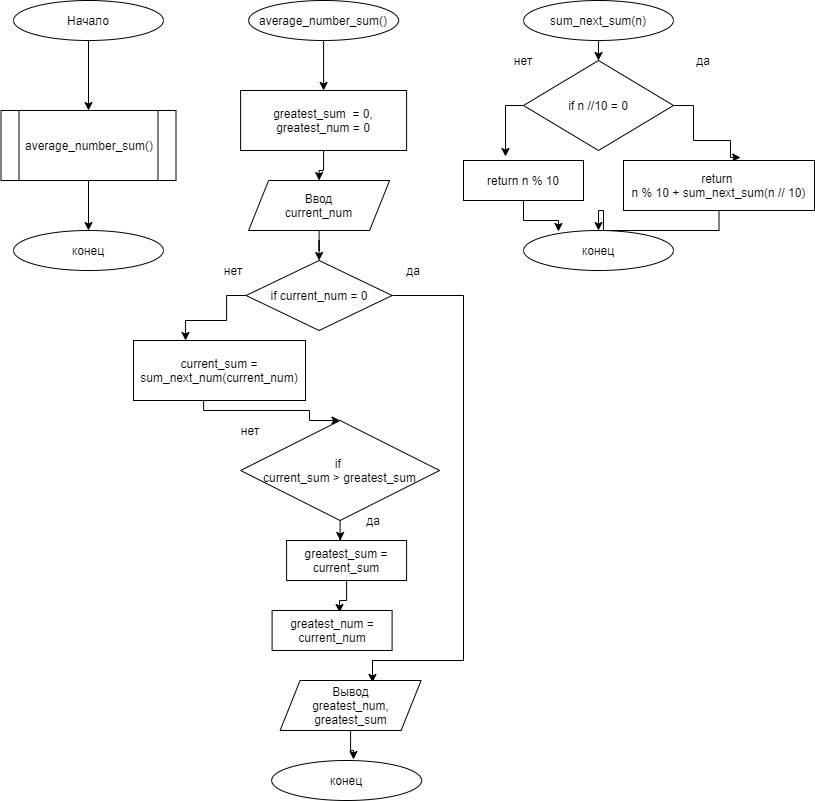 Начало
average_number_sum()
конец
average_number_sum()
greatest_sum = 0,
greatest_num = 0
Ввод
current_num
нет
да
if current_num = 0
current_sum =
sum_next_num(current_num)
нет
if
current_sum > greatest_sum
да
greatest_sum =
current_sum
greatest_num =
current_num
Вывод
greatest_num,
greatest_sum
конец
sum_next_sum(n)
нет
да
if n //10 = 0
return n % 10
return
n % 10 + sum_next_sum(n // 10)
конец